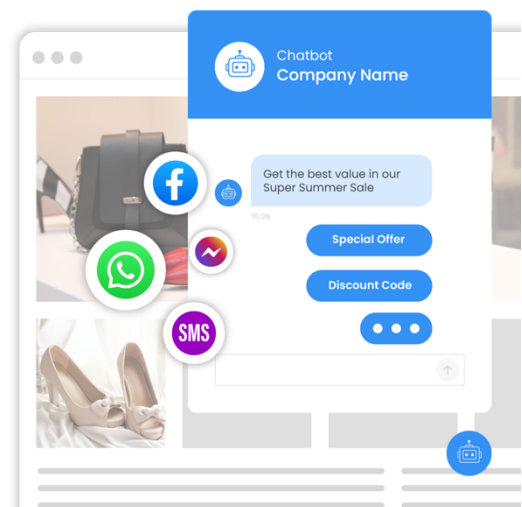 Chatbot
Company Name
Get the best value in our
Super Summer Sale
15:26
Special Offer
Discount Code
SMS